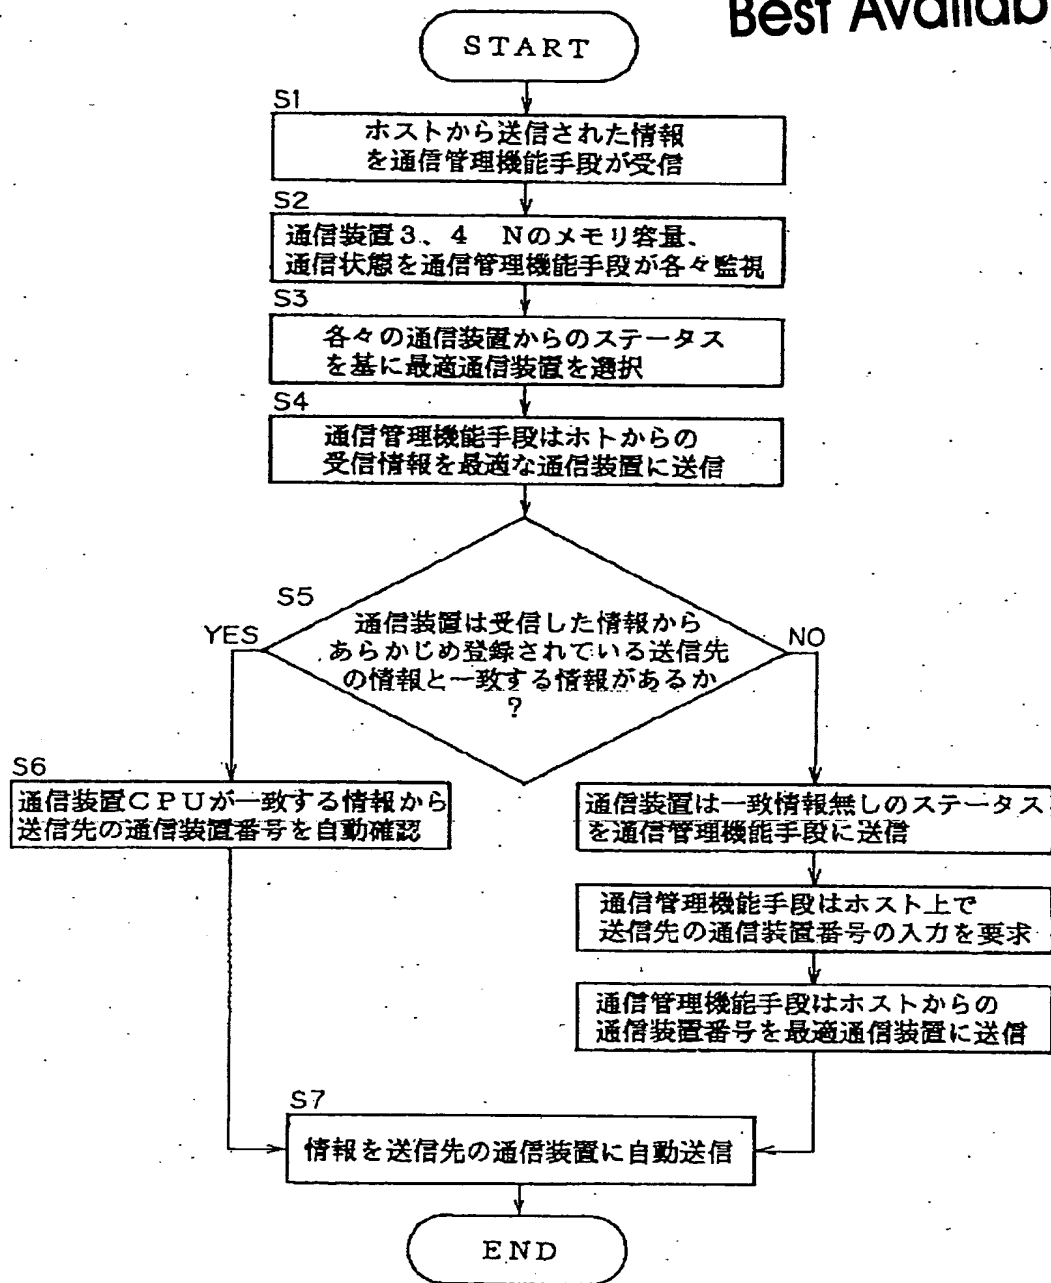 Best Availab
START
S1
ホストから送信された情報
を通信管理機能手段が受信
S2
通信装置3、4 Nのメモリ容量、
通信状態を通信管理機能手段が各々監視
S3
各々の通信装置からのステータス
を基に最適通信装置を選択
S4
通信管理機能手段はホトからの
受信情報を最適な通信装置に送信
S5
通信装置は受信した情報から
あらかじめ登録されている送信先
の情報と一致する情報があるか
?
YES
NO
S6
通信装置CPUが一致する情報から
送信先の通信装置番号を自動確認
通信装置は一致情報無しのステータス
を通信管理機能手段に送信
通信管理機能手段はホスト上で
送信先の通信装置番号の入力を要求
通信管理機能手段はホストからの
通信装置番号を最適通信装置に送信
S7
情報を送信先の通信装置に自動送信
END